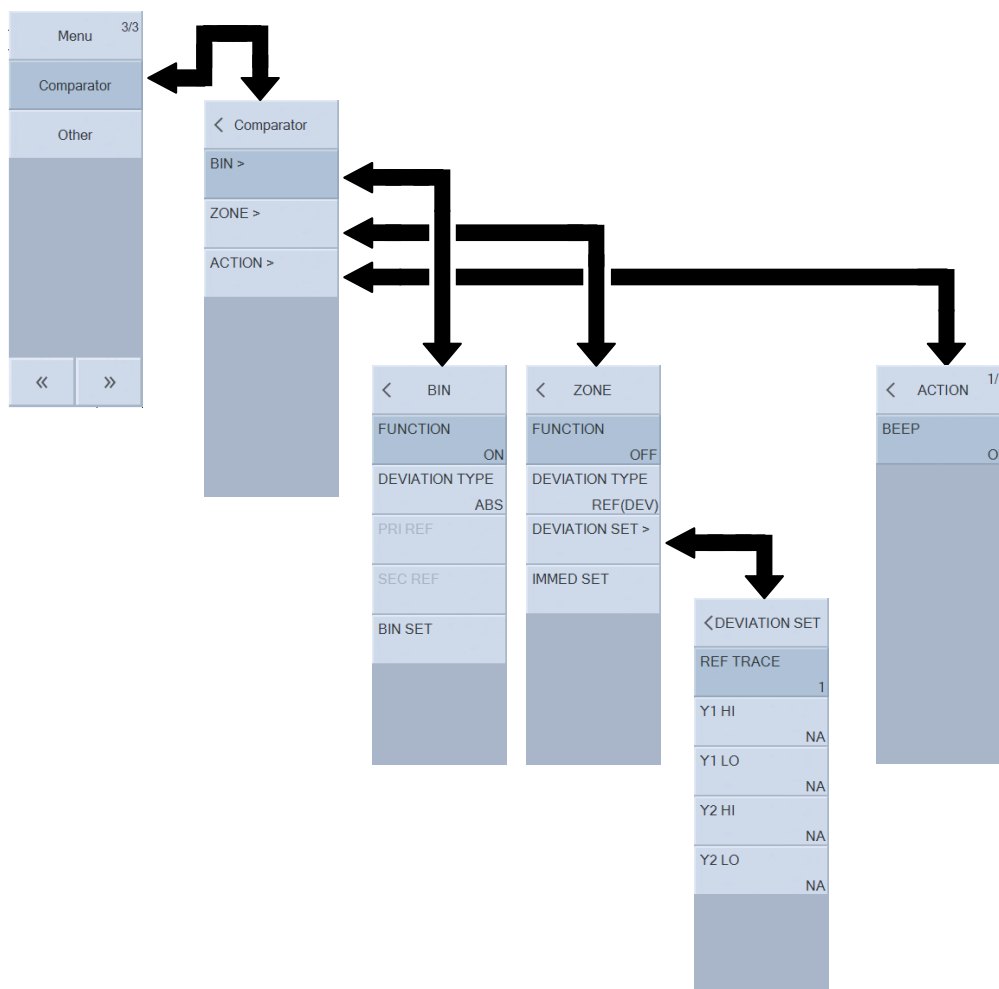 Menu 3/3
Comparator
Other
« »
< Comparator
BIN >
ZONE >
ACTION >
< BIN
FUNCTION
ON
DEVIATION TYPE
ABS
PRI REF
SEC REF
BIN SET
< ZONE
FUNCTION
OFF
DEVIATION TYPE
REF(DEV)
DEVIATION SET >
IMMED SET
< DEVIATION SET
REF TRACE
1
Y1 HI
NA
Y1 LO
NA
Y2 HI
NA
Y2 LO
NA
< ACTION 1/
BEEP